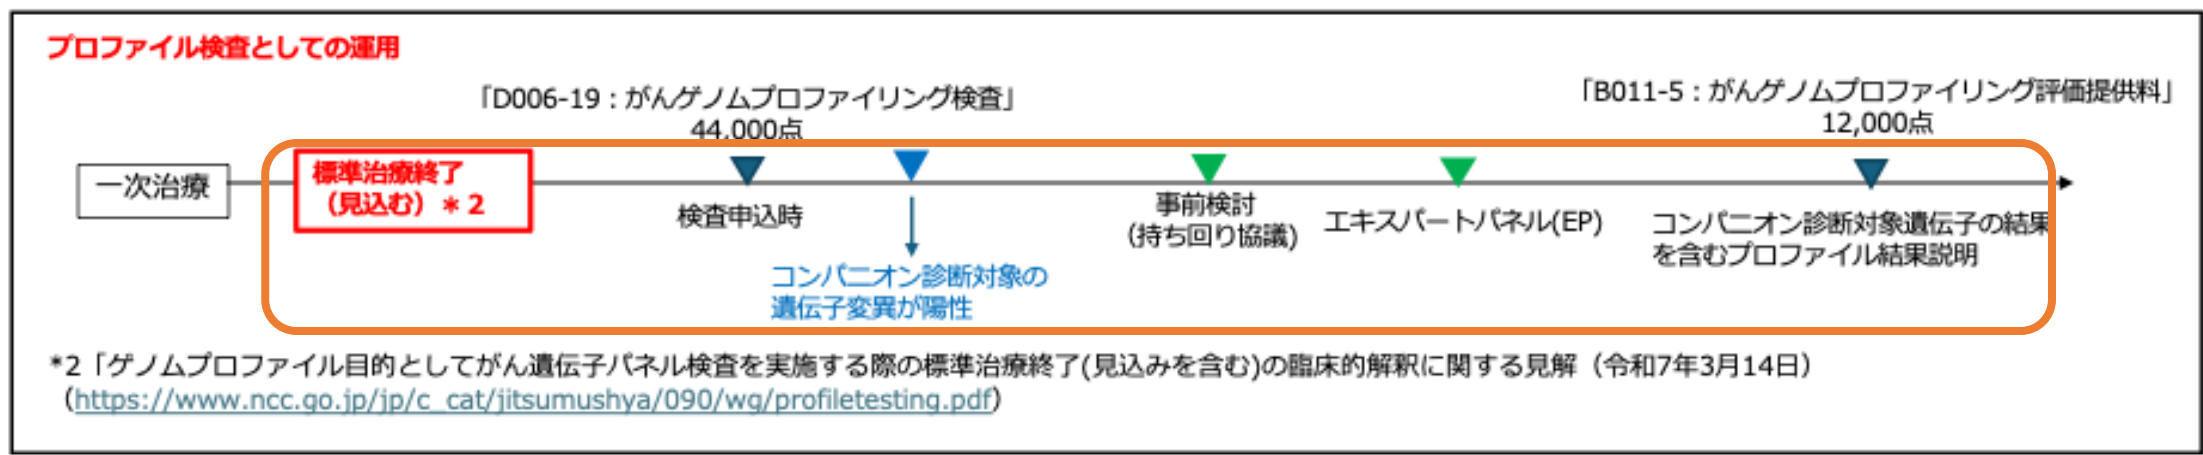 プロファイル検査としての運用
「D006-19：がんゲノムプロファイリング検査」
44,000点
「B011-5：がんゲノムプロファイリング評価提供料」
12,000点
一次治療
標準治療終了
（見込む）＊2
検査申込時
コンパニオン診断対象の
遺伝子変異が陽性
事前検討
（持ち回り協議)
エキスパートパネル(EP)
コンパニオン診断対象遺伝子の結果
を含むプロファイル結果説明
*2「ゲノムプロファイル目的としてがん遺伝子パネル検査を実施する際の標準治療終了(見込みを含む)の臨床的解釈に関する見解（令和7年3月14日）
（https://www.ncc.go.jp/jp/c_cat/jitsumushya/090/wg/profiletesting.pdf）